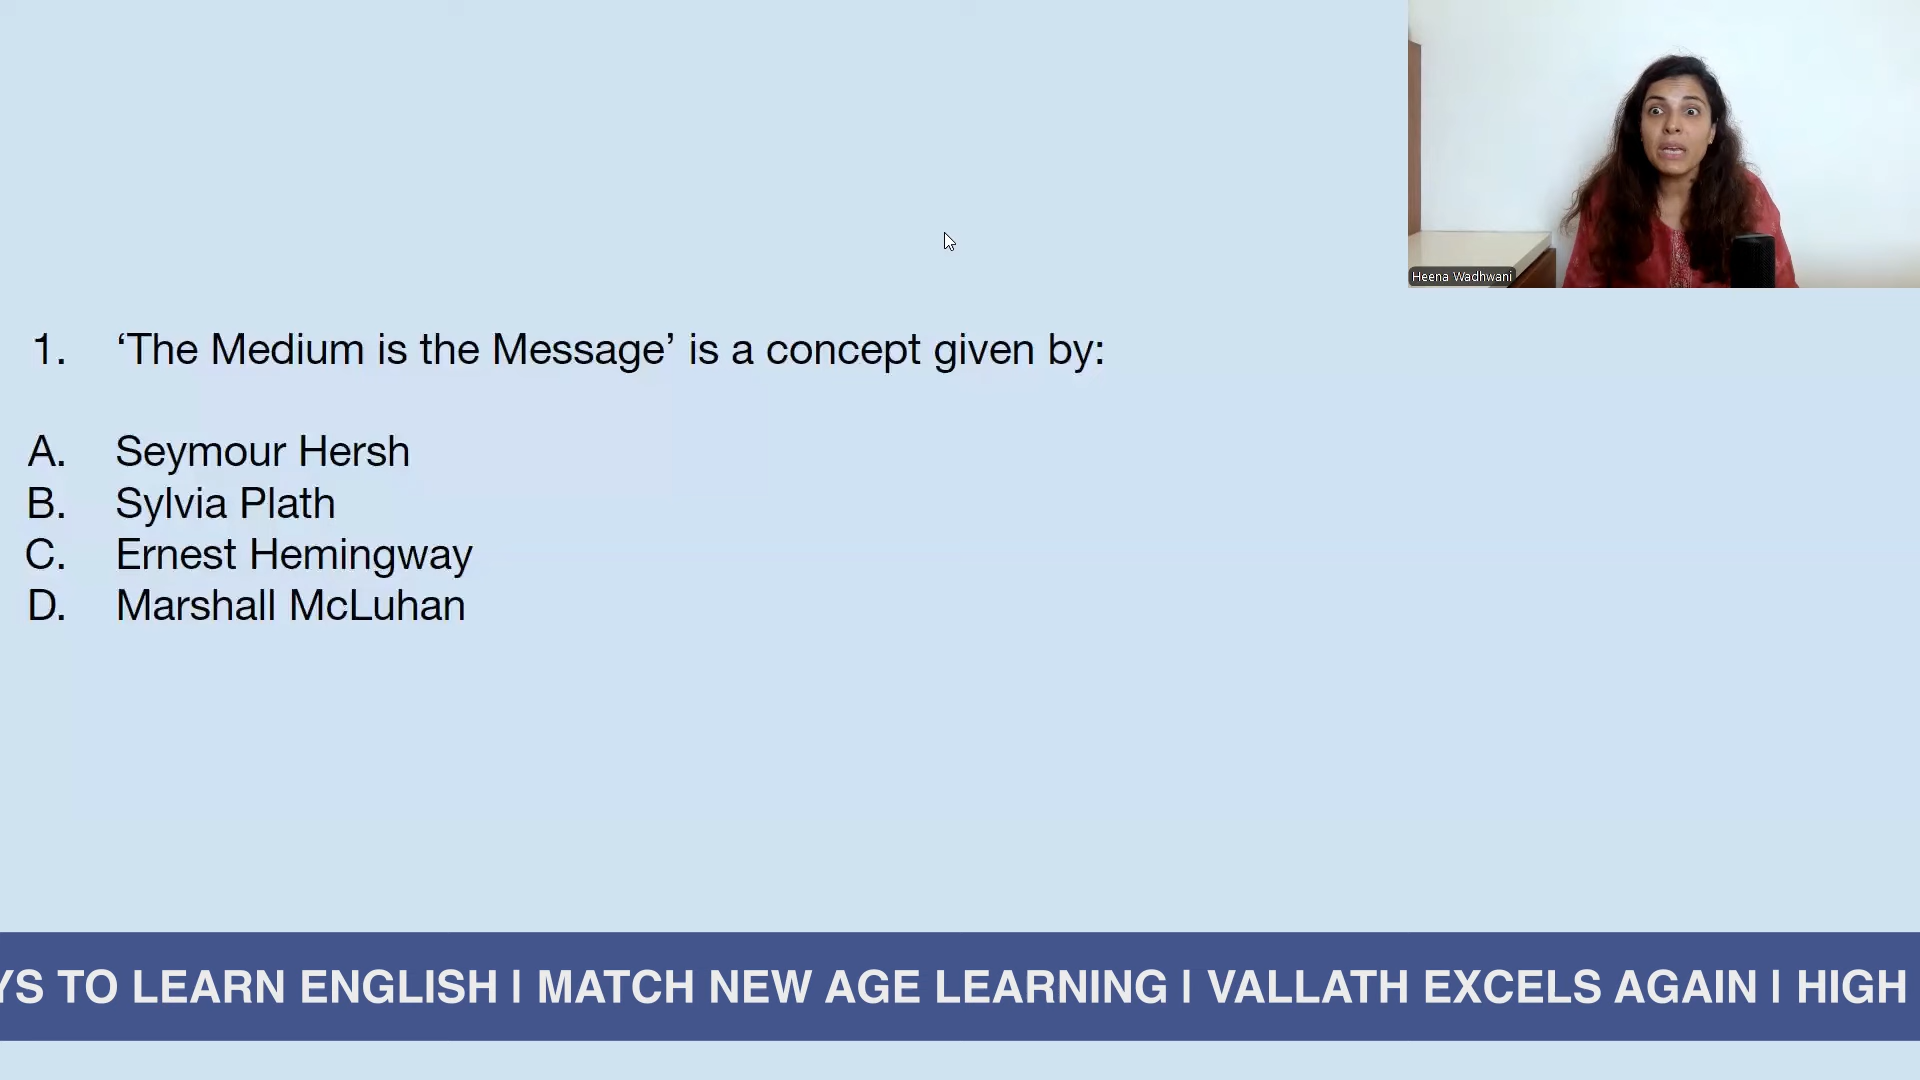 Heena Wadhwani
1. ‘The Medium is the Message’ is a concept given by:
A. Seymour Hersh
B. Sylvia Plath
C. Ernest Hemingway
D. Marshall McLuhan
YS TO LEARN ENGLISH | MATCH NEW AGE LEARNING | VALLATH EXCELS AGAIN | HIGH